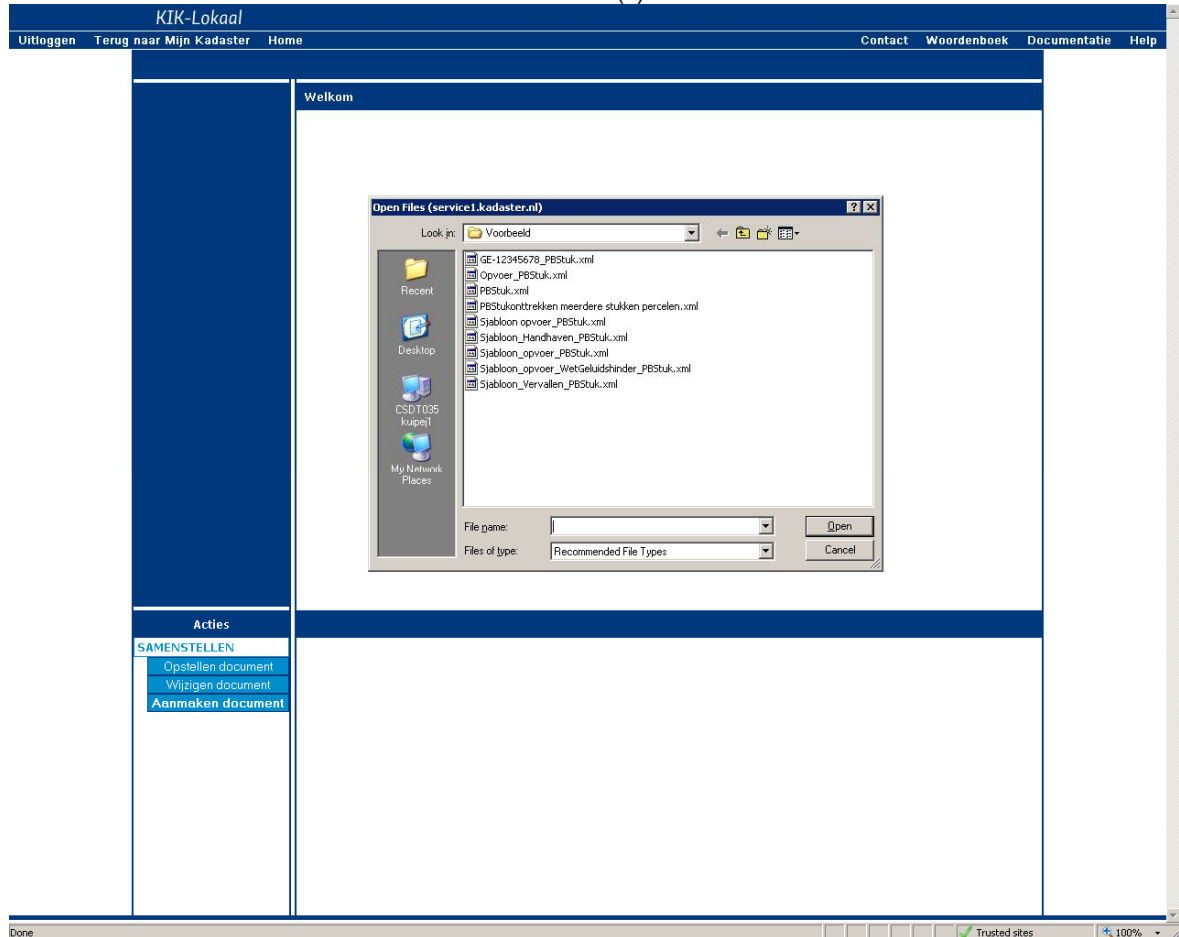 KIK-Lokaal
Uitloggen Terug naar Mijn Kadaster Home Contact Woordenboek Documentatie Help
Welkom
Open Files (service1.kadaster.nl)
Look in: Voorbeeld
Recent
Desktop
CSDT035
kuipej1
My Network
Places
GE-12345678_PBStuk.xml
Opvoer_PBStuk.xml
PBStuk.xml
PBStukonttrekken meerdere stukken percelen.xml
Sjabloon opvoer_PBStuk.xml
Sjabloon_Handhaven_PBStuk.xml
Sjabloon_opvoer_PBStuk.xml
Sjabloon_opvoer_WetGeluidshinder_PBStuk.xml
Sjabloon_Vervallen_PBStuk.xml
File name: Open
Files of type: Recommended File Types Cancel
Acties
SAMENSTELLEN
Opstellen document
Wijzigen document
Aanmaken document
Done Trusted sites 100%